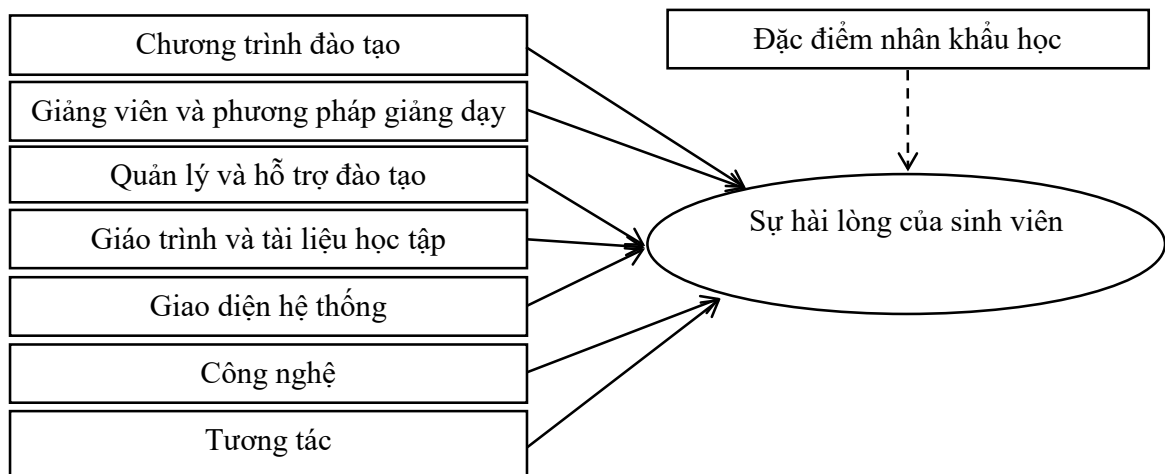 Chương trình đào tạo
Giảng viên và phương pháp giảng dạy
Quản lý và hỗ trợ đào tạo
Giáo trình và tài liệu học tập
Giao diện hệ thống
Công nghệ
Tương tác
Đặc điểm nhân khẩu học
Sự hài lòng của sinh viên